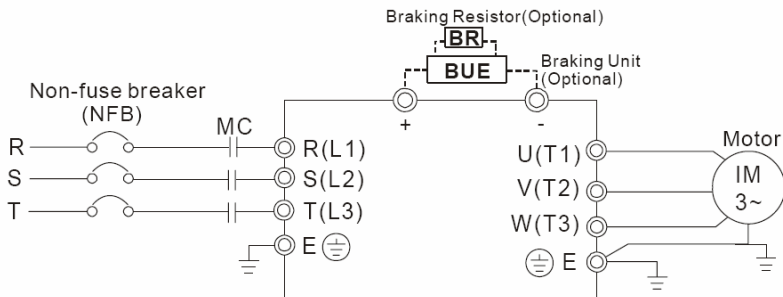 Braking Resistor(Optional)
BR
BUE
Braking Unit
(Optional)
Non-fuse breaker
(NFB)
MC
+
-
Motor
R
R(L1)
U(T1)
S
S(L2)
V(T2)
IM
3~
T
T(L3)
W(T3)
E
E